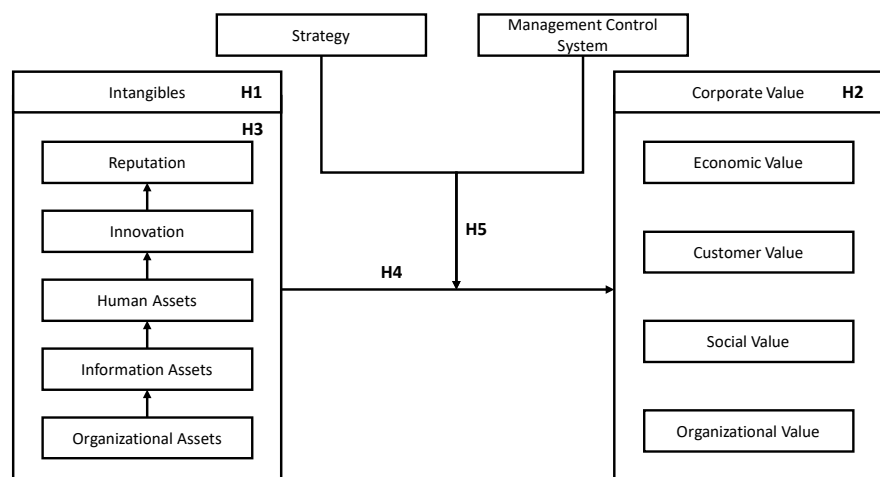 Strategy
Management Control
System
Intangibles H1
Corporate Value H2
H3
Reputation
Innovation
Human Assets
Information Assets
Organizational Assets
H4
H5
Economic Value
Customer Value
Social Value
Organizational Value